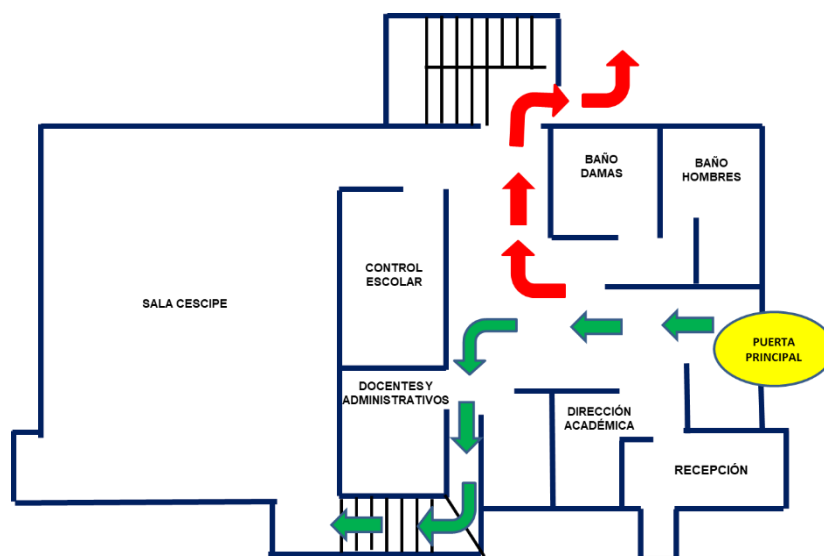 BAÑO
DAMAS
BAÑO
HOMBRES
CONTROL
ESCOLAR
SALA CESCIPE
PUERTA
PRINCIPAL
DOCENTES Y
ADMINISTRATIVOS
DIRECCIÓN
ACADÉMICA
RECEPCIÓN